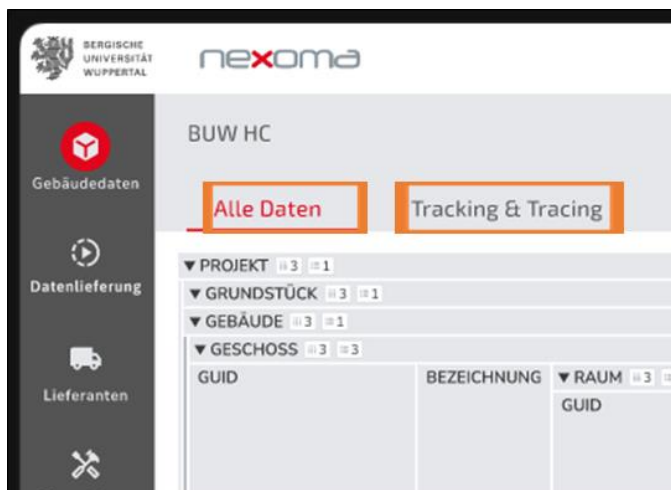 BERGISCHE
UNIVERSITÄT
WUPPERTAL
nexoma
Gebäudedaten
Datenlieferung
Lieferanten
BUW HC
Alle Daten
Tracking & Tracing
PROJEKT 3 1
GRUNDSTÜCK 3 1
GEBÄUDE 3 1
GESCHOSS 3 3
GUID BEZEICHNUNG RAUM 3
GUID